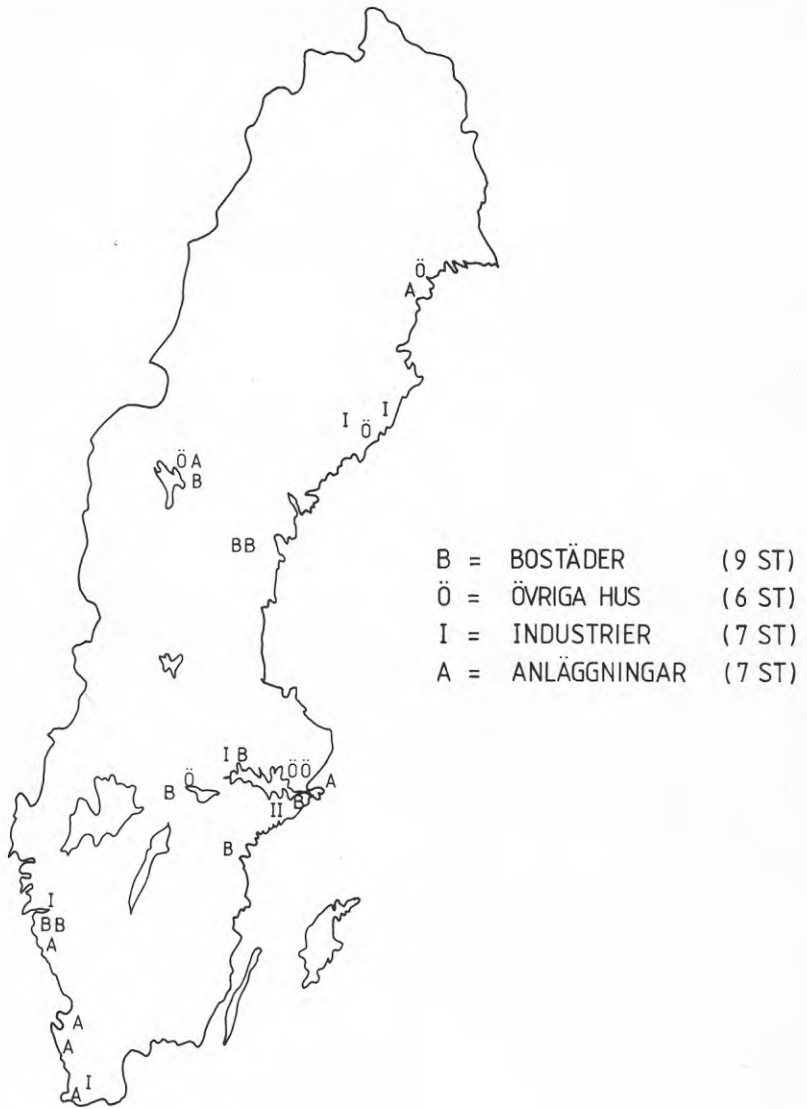 Ö
A
I
I
Ö
ÖA
B
BB
B = BOSTÄDER (9 ST)
Ö = ÖVRIGA HUS (6 ST)
I = INDUSTRIER (7 ST)
A = ANLÄGGNINGAR (7 ST)
I B
ÖÖ
Ö
A
B
II
B
B
I
BB
A
A
A
I
A